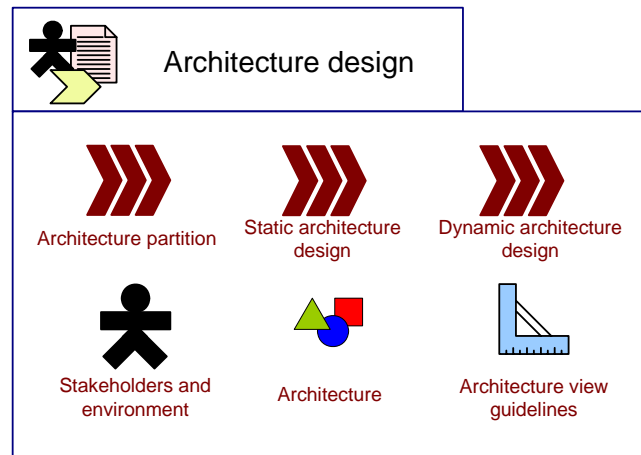 Architecture design
Architecture partition
Static architecture
design
Dynamic architecture
design
Stakeholders and
environment
Architecture
Architecture view
guidelines